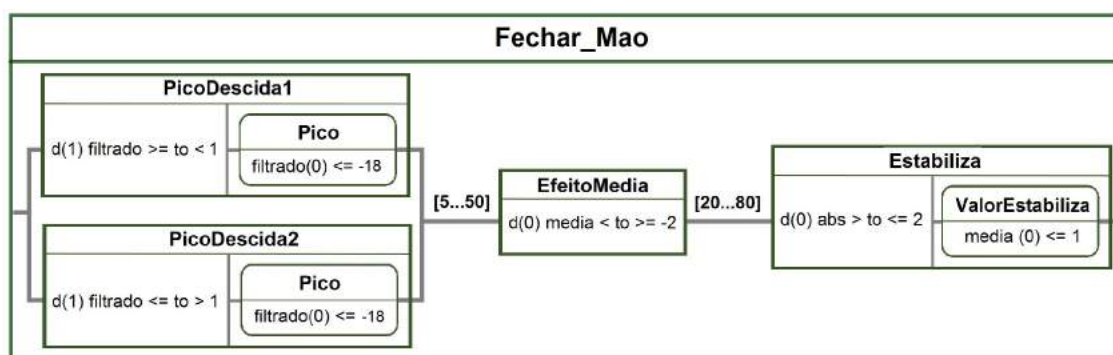 Fechar_Mao
PicoDescida1
d(1) filtrado >= to < 1
Pico
filtrado(0) <= -18
PicoDescida2
d(1) filtrado <= to > 1
Pico
filtrado(0) <= -18
[5...50]
EfeitoMedia
d(0) media < to >= -2
[20...80]
Estabiliza
d(0) abs > to <= 2
ValorEstabiliza
media (0) <= 1